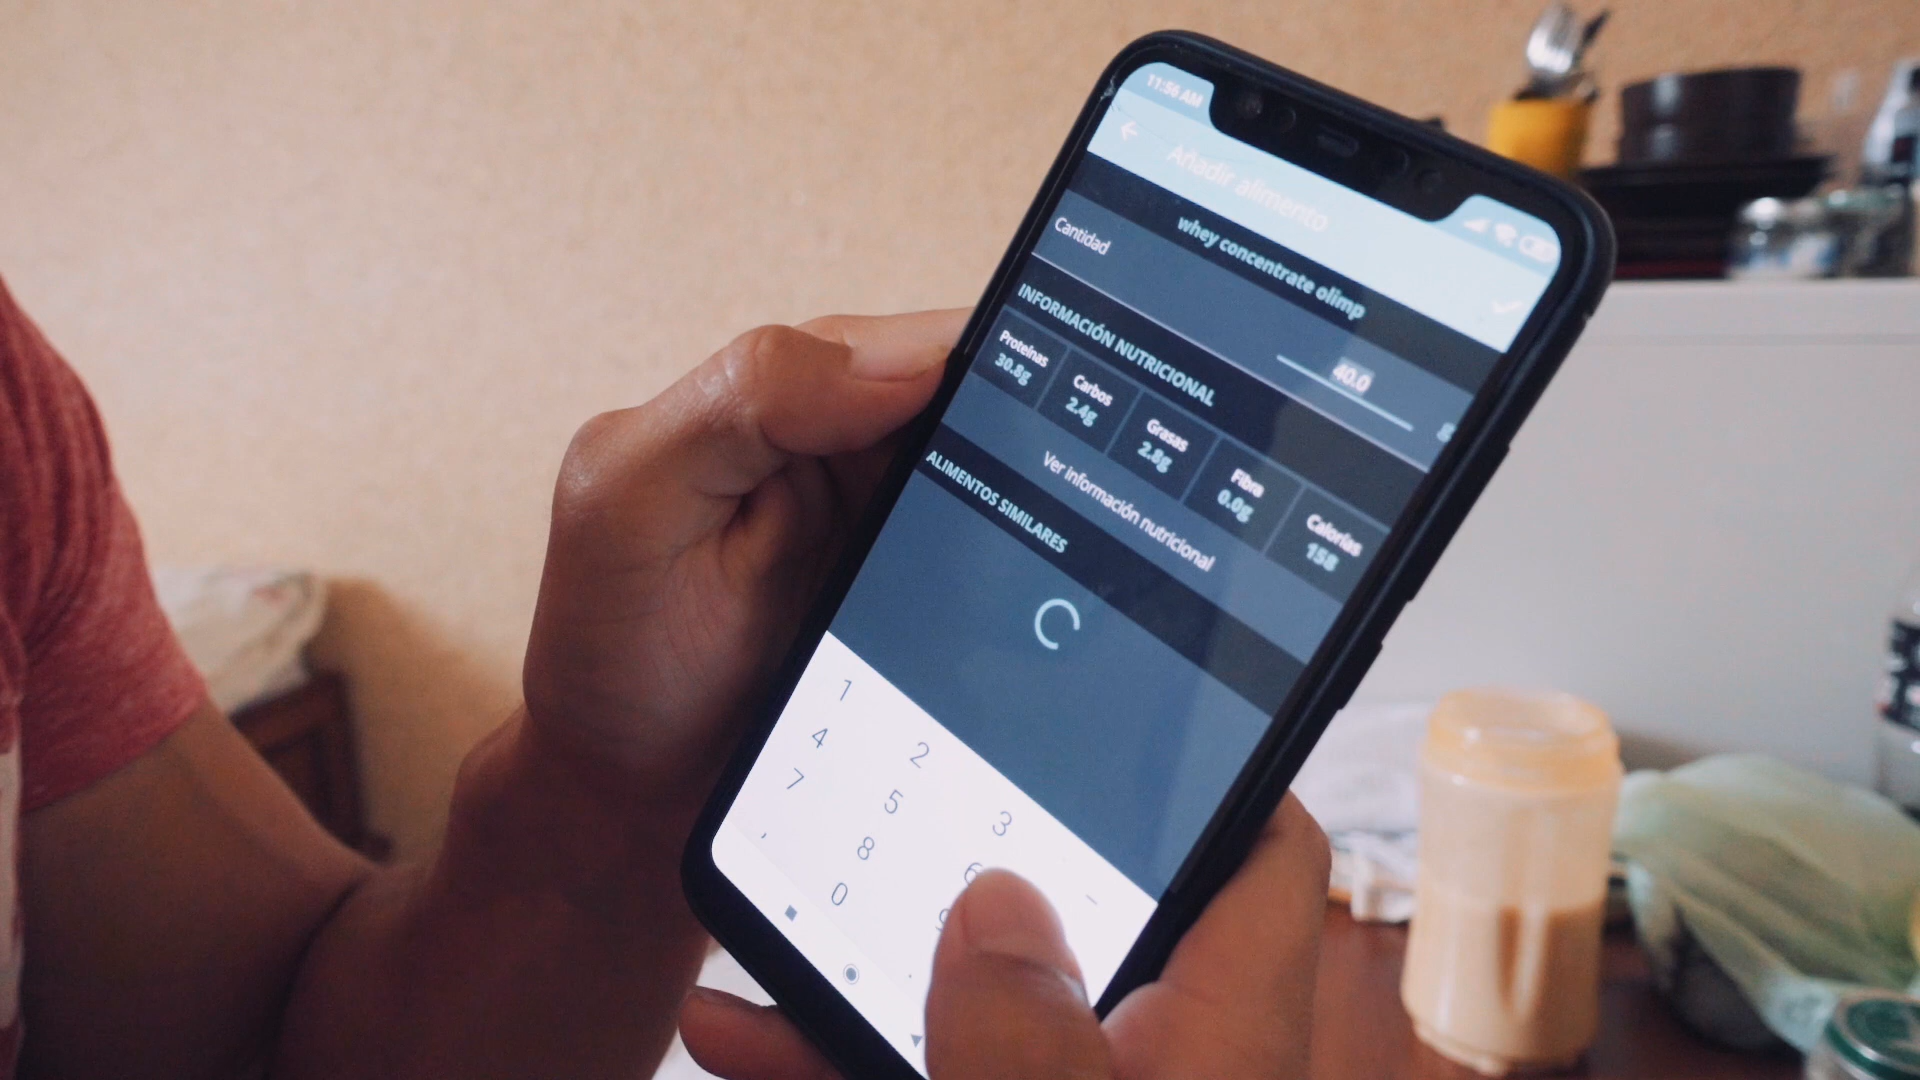 11:56 AM
Añadir alimento
whey concentrate olimp
Cantidad
40.0
g
INFORMACIÓN NUTRICIONAL
Proteínas Carbos Grasas Fibra Calorías
30.8g 2.4g 2.8g 0.0g 158
Ver información nutricional
ALIMENTOS SIMILARES
1 2 3 -
4 5 6
7 8 9
, 0 .